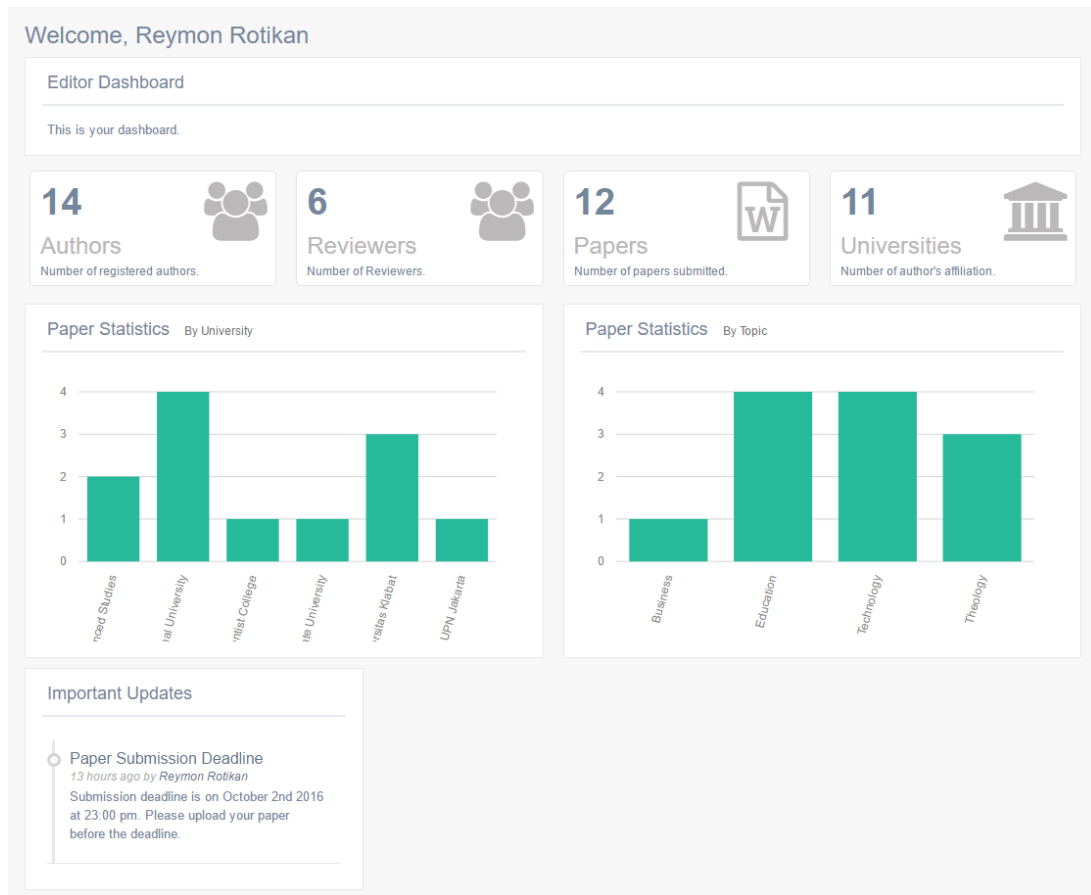 Welcome, Reymon Rotikan
Editor Dashboard
This is your dashboard.
14
Authors
Number of registered authors.
6
Reviewers
Number of Reviewers.
12
W
Papers
Number of papers submitted.
11
Universities
Number of author's affiliation.
Paper Statistics By University
4
3
2
1
0
nced Studies
al University
ntist College
te University
rsitas Klabat
UPN Jakarta
Paper Statistics By Topic
4
3
2
1
0
Business
Education
Technology
Theology
Important Updates
Paper Submission Deadline
13 hours ago by Reymon Rotikan
Submission deadline is on October 2nd 2016
at 23:00 pm. Please upload your paper
before the deadline.